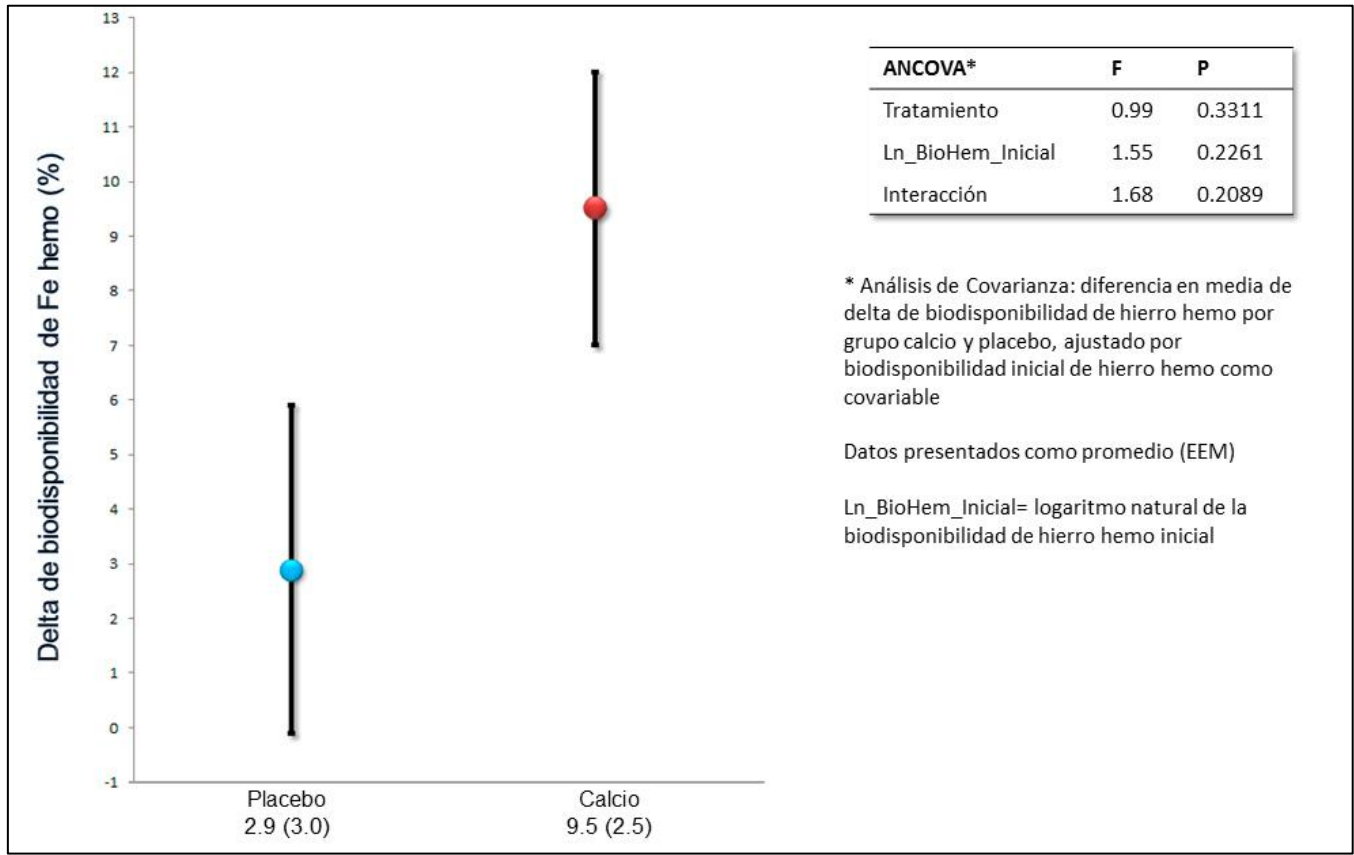 13
12
11
10
9
8
7
6
5
4
3
2
1
0
-1
Delta de biodisponibilidad de Fe hemo (%)
Placebo
2.9 (3.0)
Calcio
9.5 (2.5)
ANCOVA* F P
Tratamiento 0.99 0.3311
Ln_BioHem_Inicial 1.55 0.2261
Interacción 1.68 0.2089
* Análisis de Covarianza: diferencia en media de
delta de biodisponibilidad de hierro hemo por
grupo calcio y placebo, ajustado por
biodisponibilidad inicial de hierro hemo como
covariable
Datos presentados como promedio (EEM)
Ln_BioHem_Inicial= logaritmo natural de la
biodisponibilidad de hierro hemo inicial